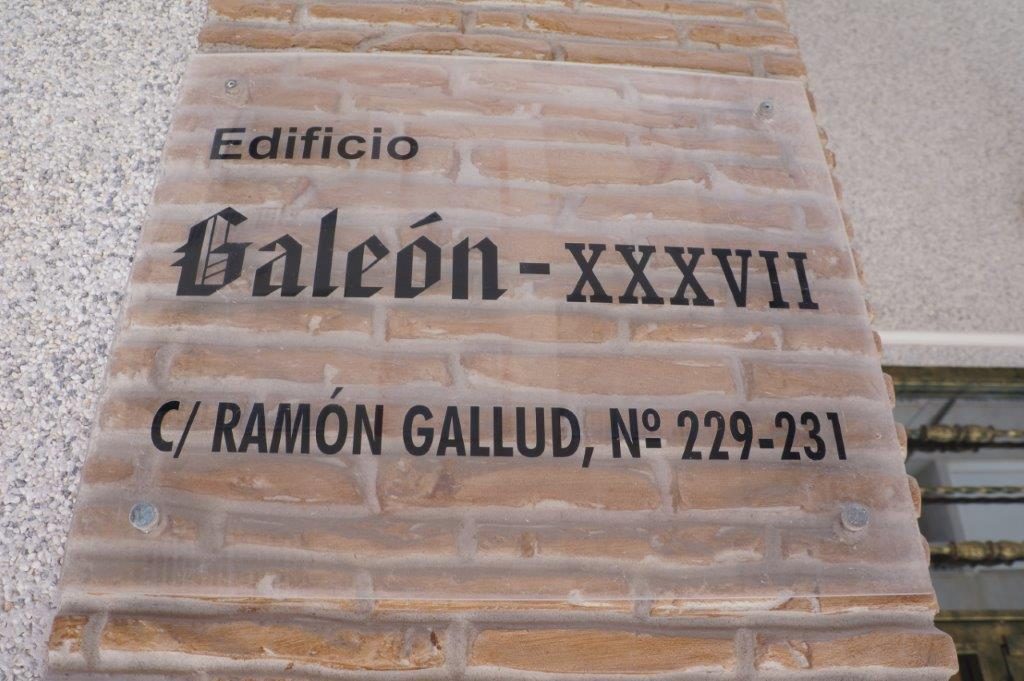 Edificio
Galeón - XXXVII
C/ RAMÓN GALLUD, Nº 229-231